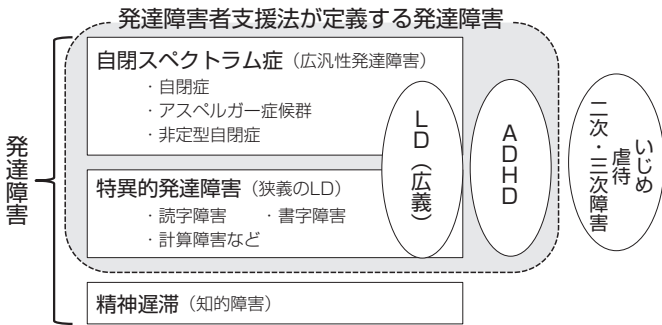 発達障害者支援法が定義する発達障害
自閉スペクトラム症（広汎性発達障害）
・自閉症
・アスペルガー症候群
・非定型自閉症
特異的発達障害（狭義のLD）
・読字障害　・書字障害
・計算障害など
精神遅滞（知的障害）
発達障害
LD（広義）
ADHD
いじめ
虐待
二次・三次障害